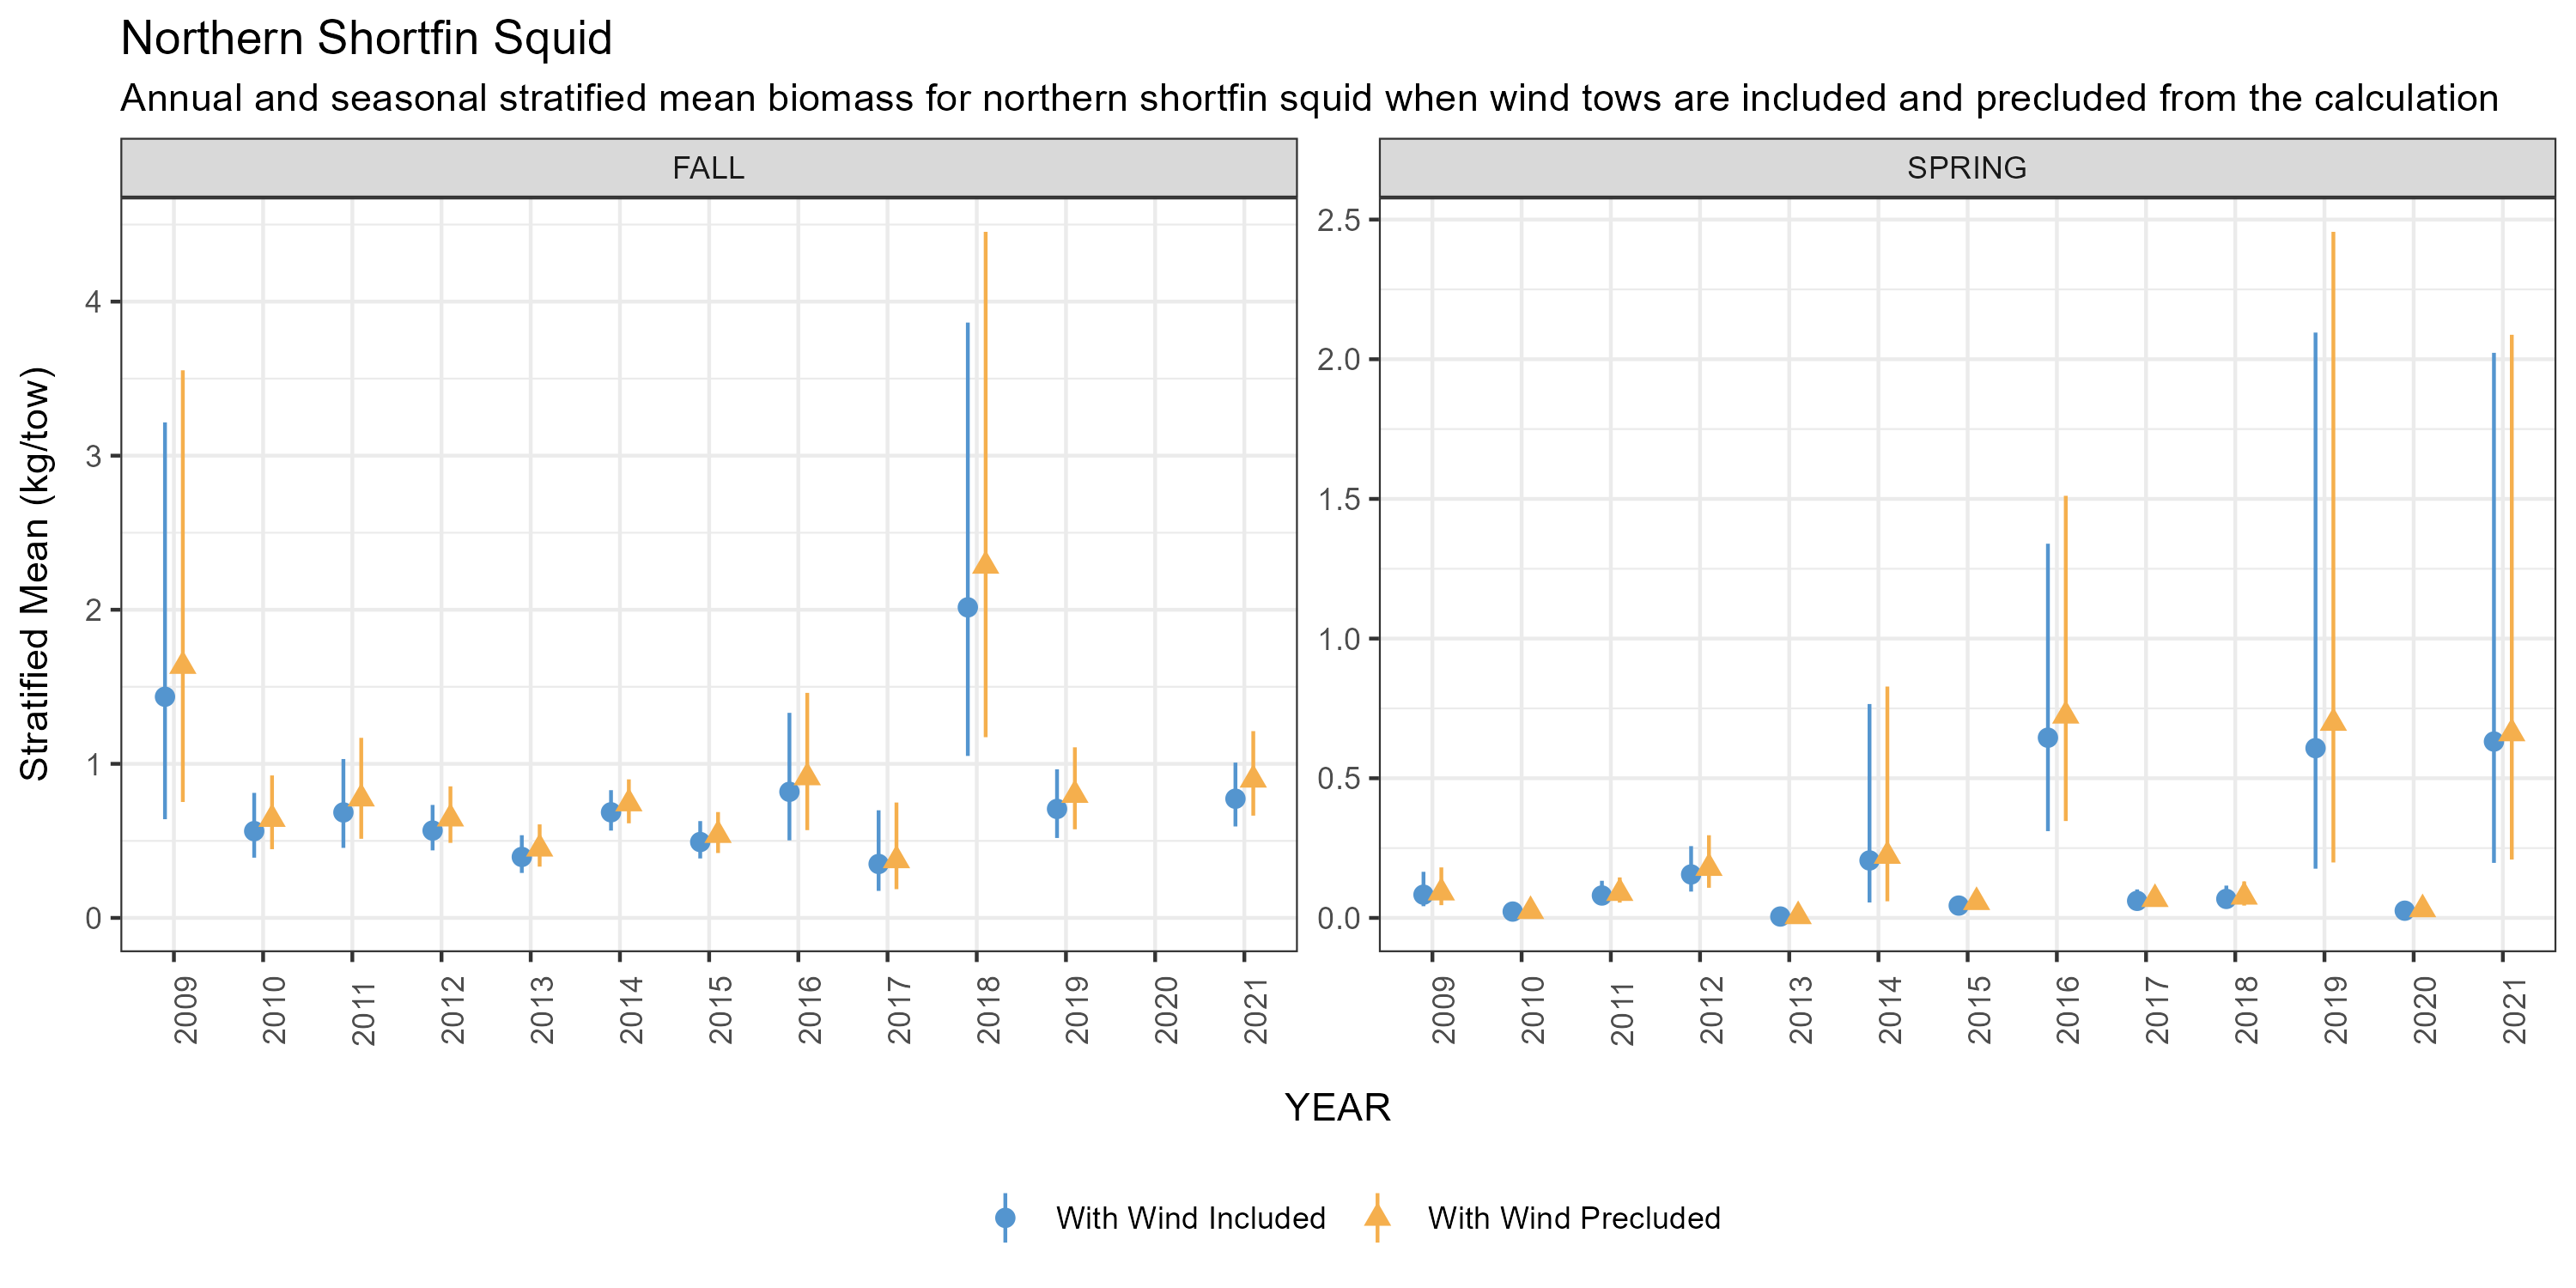 Northern Shortfin Squid
Annual and seasonal stratified mean biomass for northern shortfin squid when wind tows are included and precluded from the calculation
FALL
SPRING
Stratified Mean (kg/tow)
4
3
2
1
0
2.5
2.0
1.5
1.0
0.5
0.0
2009 2010 2011 2012 2013 2014 2015 2016 2017 2018 2019 2020 2021
2009 2010 2011 2012 2013 2014 2015 2016 2017 2018 2019 2020 2021
YEAR
With Wind Included With Wind Precluded